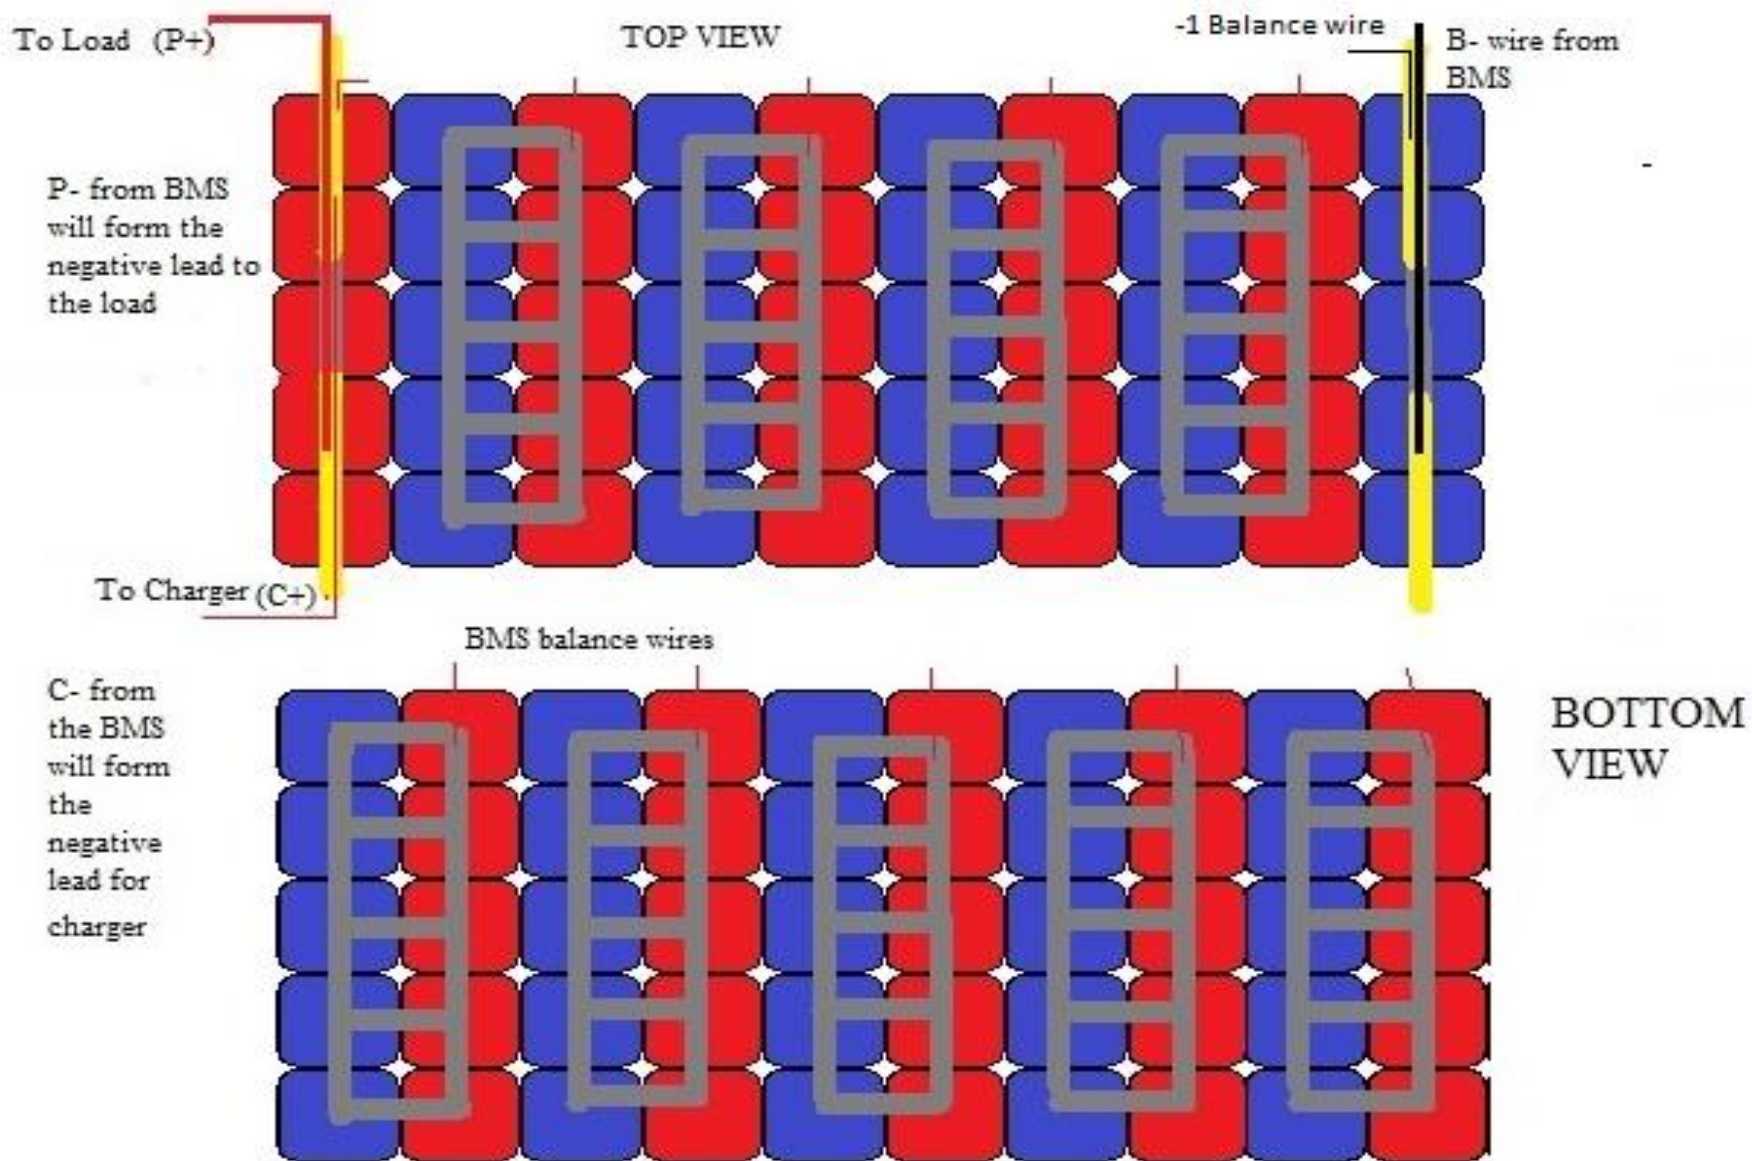 To Load (P+)
TOP VIEW
-1 Balance wire
B- wire from
BMS
P- from BMS
will form the
negative lead to
the load
-
To Charger (C+)
BMS balance wires
C- from
the BMS
will form
the
negative
lead for
charger
BOTTOM
VIEW